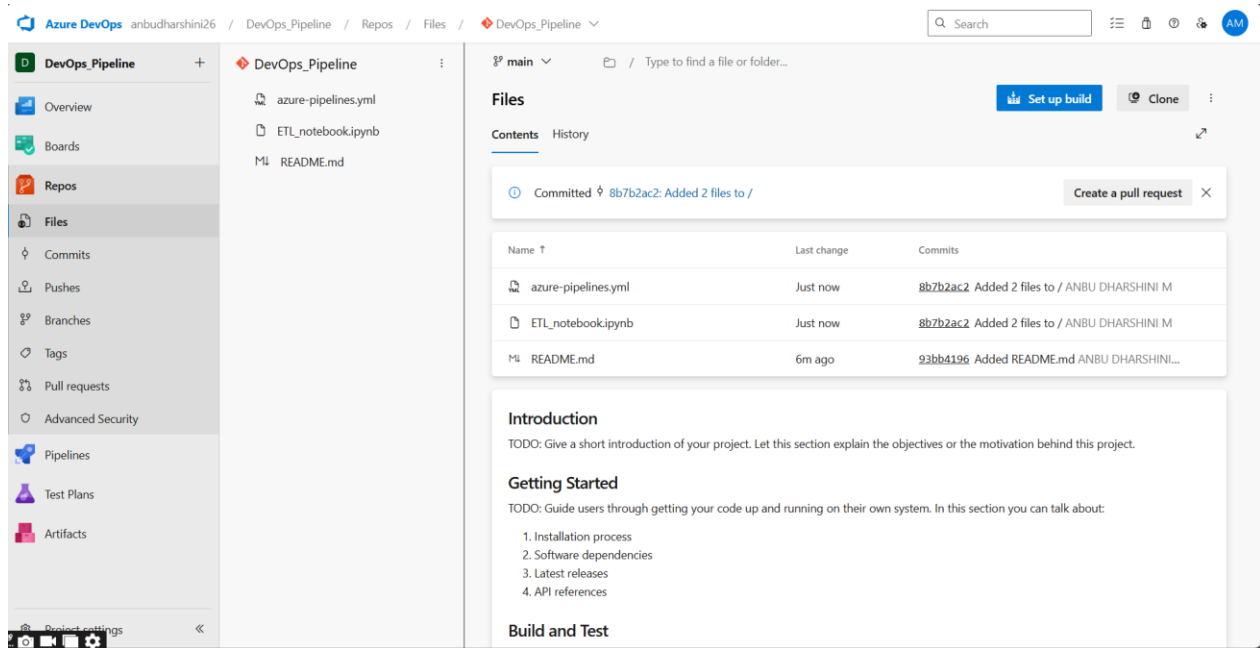 Azure DevOps anbudharshini26 / DevOps_Pipeline / Repos / Files / DevOps_Pipeline
Search
AM
D DevOps_Pipeline +
Overview
Boards
Repos
Files
Commits
Pushes
Branches
Tags
Pull requests
Advanced Security
Pipelines
Test Plans
Artifacts
Project settings
DevOps_Pipeline
azure-pipelines.yml
ETL_notebook.ipynb
M↓ README.md
main / Type to find a file or folder...
Files
Set up build
Clone
Contents History
Committed 8b7b2ac2: Added 2 files to /
Create a pull request
Name ↑ Last change Commits
azure-pipelines.yml Just now 8b7b2ac2 Added 2 files to / ANBU DHARSHINI M
ETL_notebook.ipynb Just now 8b7b2ac2 Added 2 files to / ANBU DHARSHINI M
M↓ README.md 6m ago 93bb4196 Added README.md ANBU DHARSHINI...
Introduction
TODO: Give a short introduction of your project. Let this section explain the objectives or the motivation behind this project.
Getting Started
TODO: Guide users through getting your code up and running on their own system. In this section you can talk about:
1. Installation process
2. Software dependencies
3. Latest releases
4. API references
Build and Test